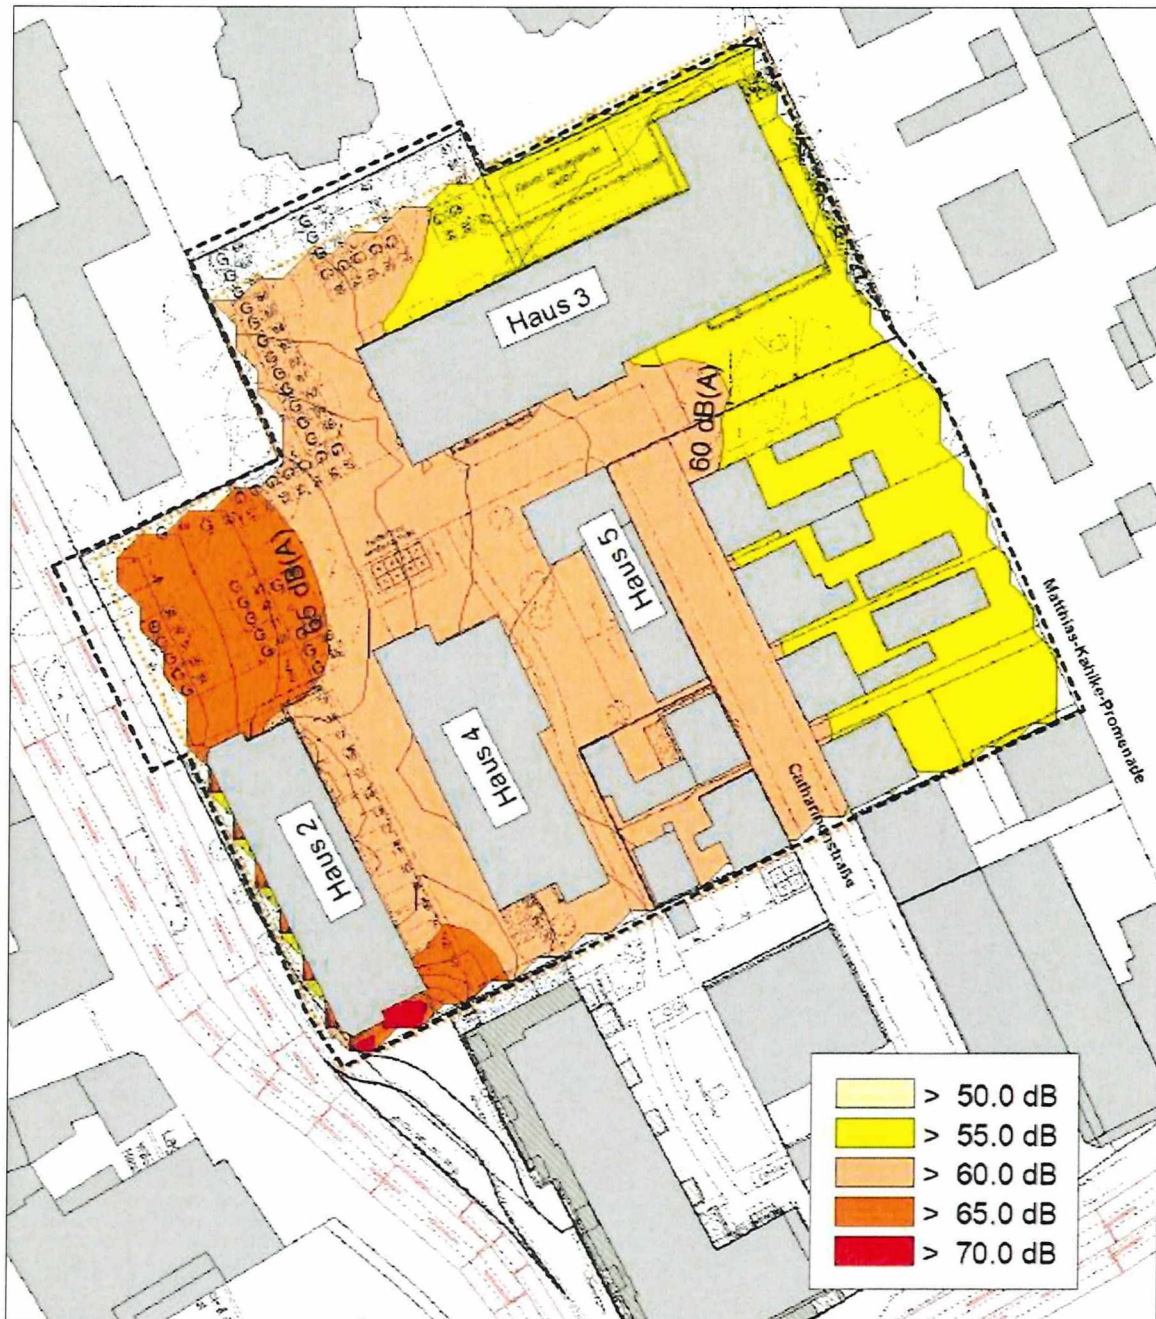 Haus 3
60 dB(A)
65 dB(A)
Haus 5
Haus 4
Haus 2
Matthias-Kahlke-Promenade
> 50.0 dB
> 55.0 dB
> 60.0 dB
> 65.0 dB
> 70.0 dB